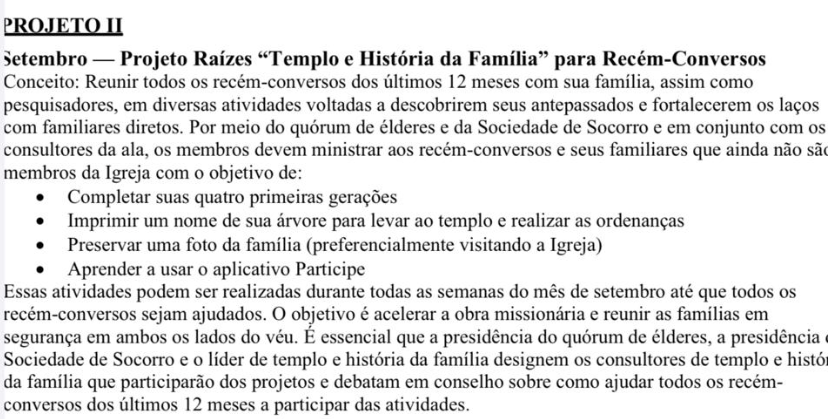 PROJETO II
Setembro — Projeto Raízes “Templo e História da Família” para Recém-Conversos
Conceito: Reunir todos os recém-conversos dos últimos 12 meses com sua família, assim como
pesquisadores, em diversas atividades voltadas a descobrirem seus antepassados e fortalecerem os laços
com familiares diretos. Por meio do quórum de élderes e da Sociedade de Socorro e em conjunto com os
consultores da ala, os membros devem ministrar aos recém-conversos e seus familiares que ainda não são
membros da Igreja com o objetivo de:
• Completar suas quatro primeiras gerações
• Imprimir um nome de sua árvore para levar ao templo e realizar as ordenanças
• Preservar uma foto da família (preferencialmente visitando a Igreja)
• Aprender a usar o aplicativo Participe
Essas atividades podem ser realizadas durante todas as semanas do mês de setembro até que todos os
recém-conversos sejam ajudados. O objetivo é acelerar a obra missionária e reunir as famílias em
segurança em ambos os lados do véu. É essencial que a presidência do quórum de élderes, a presidência
Sociedade de Socorro e o líder de templo e história da família designem os consultores de templo e histó
da família que participarão dos projetos e debatam em conselho sobre como ajudar todos os recém-
conversos dos últimos 12 meses a participar das atividades.